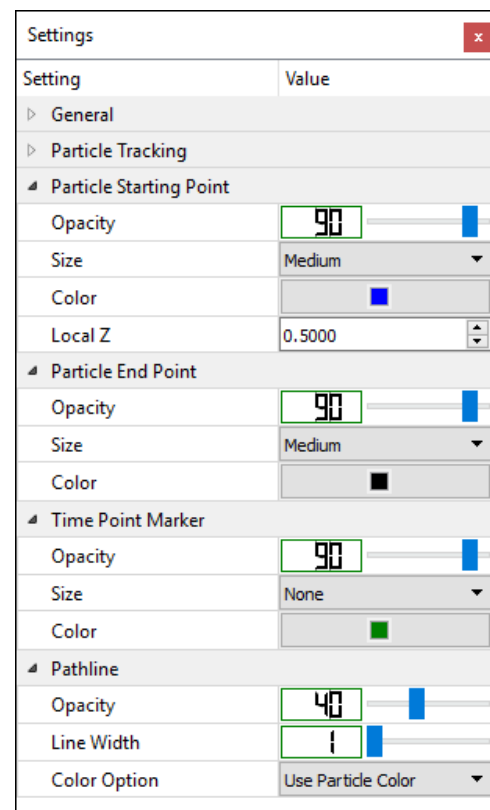 Settings x
Setting Value
General
Particle Tracking
Particle Starting Point
Opacity 90
Size Medium
Color
Local Z 0.5000
Particle End Point
Opacity 90
Size Medium
Color
Time Point Marker
Opacity 90
Size None
Color
Pathline
Opacity 40
Line Width 1
Color Option Use Particle Color